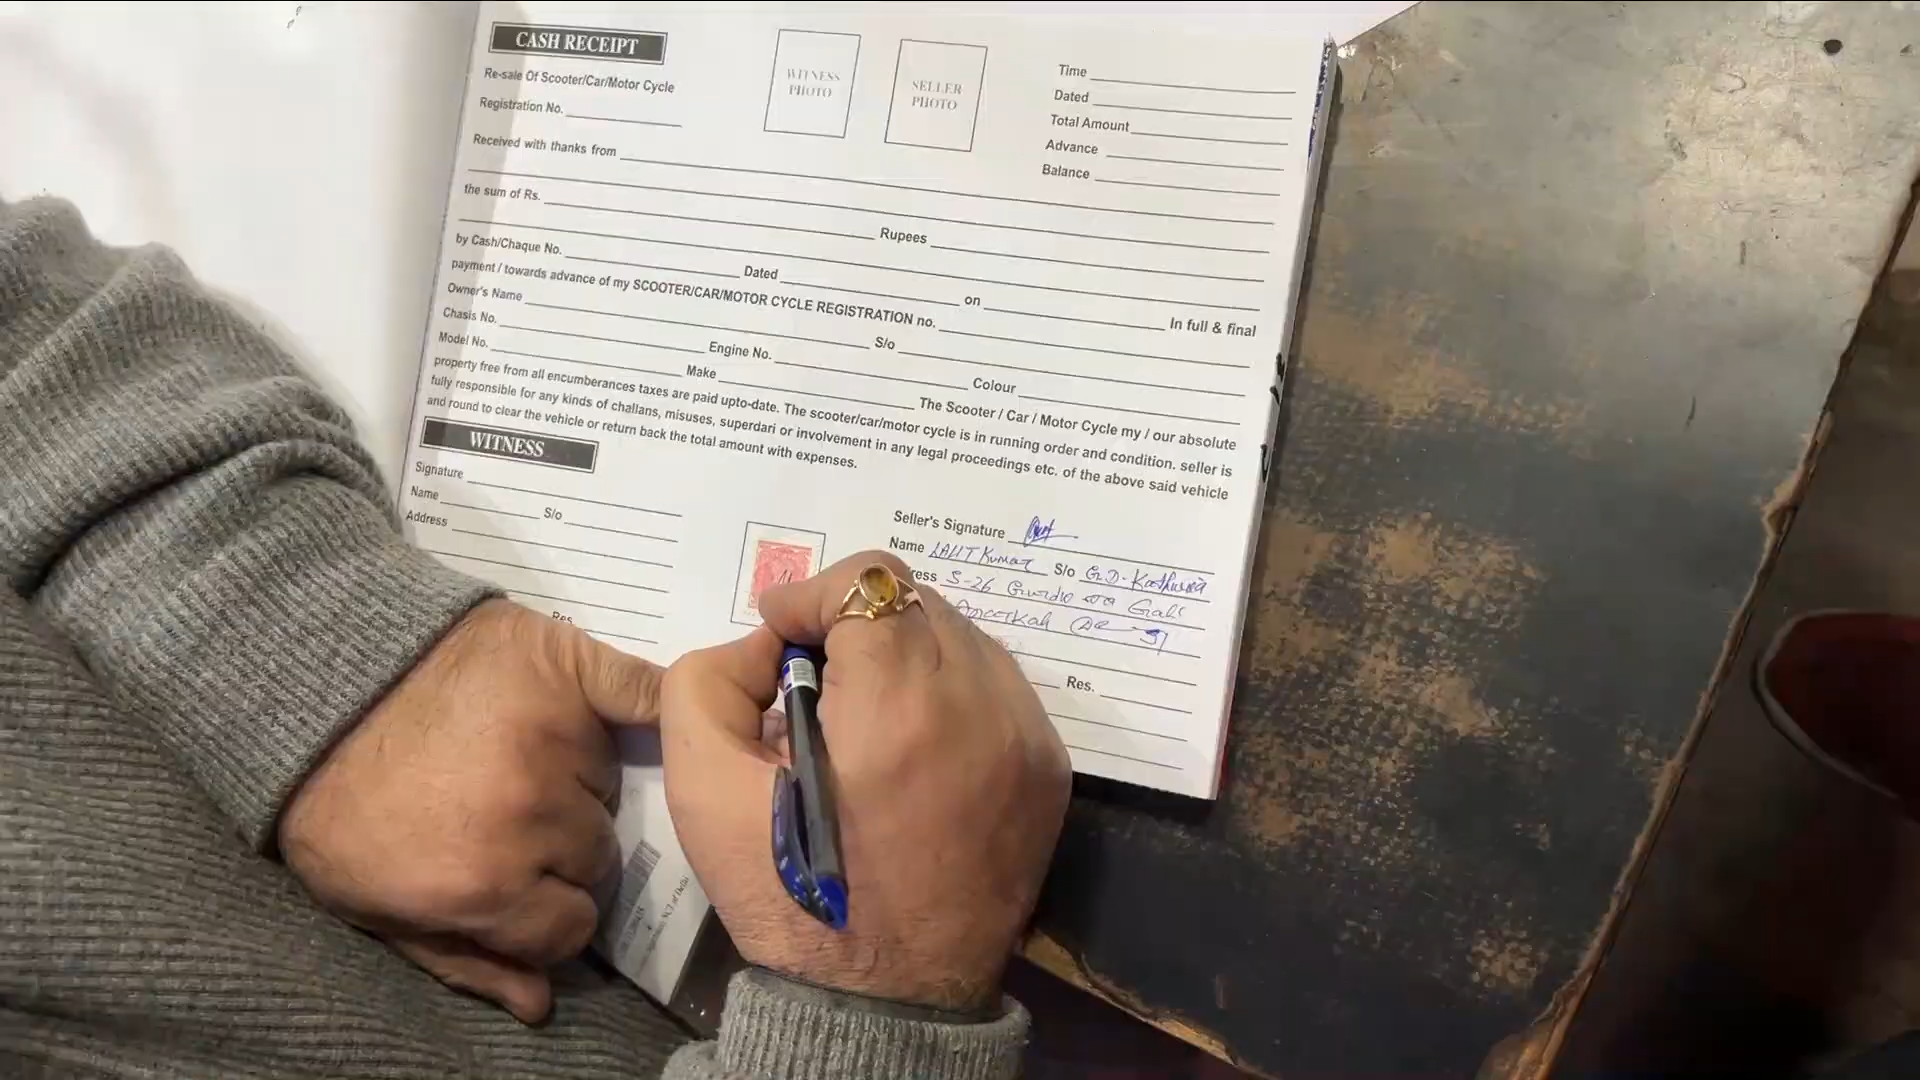 CASH RECEIPT
Re-sale Of Scooter/Car/Motor Cycle
Registration No.
WITNESS
PHOTO
SELLER
PHOTO
Time
Dated
Total Amount
Advance
Balance
Received with thanks from
the sum of Rs. Rupees
by Cash/Chaque No. Dated on In full & final
payment / towards advance of my SCOOTER/CAR/MOTOR CYCLE REGISTRATION no.
Owner's Name S/o
Chasis No. Engine No. Colour
Model No. Make The Scooter / Car / Motor Cycle my / our absolute
property free from all encumberances taxes are paid upto-date. The scooter/car/motor cycle is in running order and condition. seller is
fully responsible for any kinds of challans, misuses, superdari or involvement in any legal proceedings etc. of the above said vehicle
and round to clear the vehicle or return back the total amount with expenses.
WITNESS
Signature
Name S/o
Address
Res.
Seller's Signature
Name LALIT Kumar S/o G.D. Kathuria
ress S-26 Gali
51
Res.
NCT of Delhi